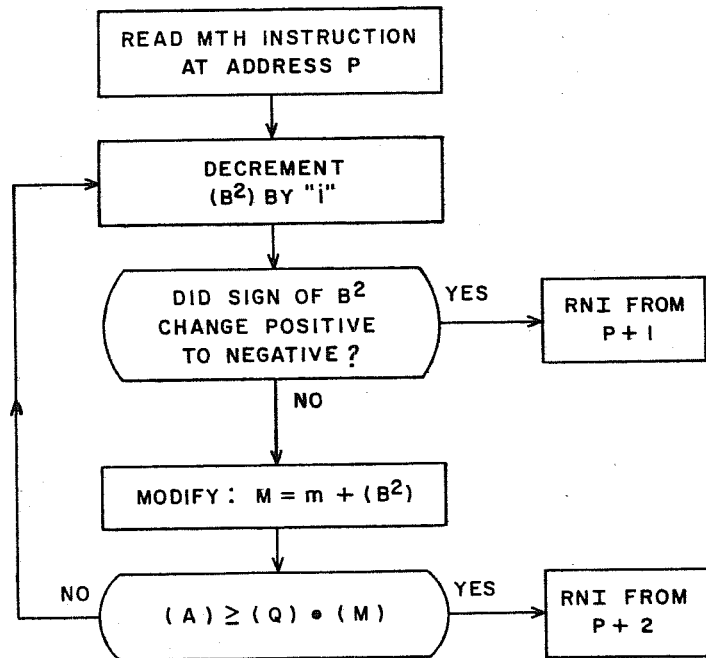 READ MTH INSTRUCTION
AT ADDRESS P
DECREMENT
(B²) BY "i"
DID SIGN OF B²
CHANGE POSITIVE
TO NEGATIVE?
YES
RNI FROM
P+1
NO
MODIFY: M = m + (B²)
NO
(A) ≥ (Q) • (M)
YES
RNI FROM
P + 2